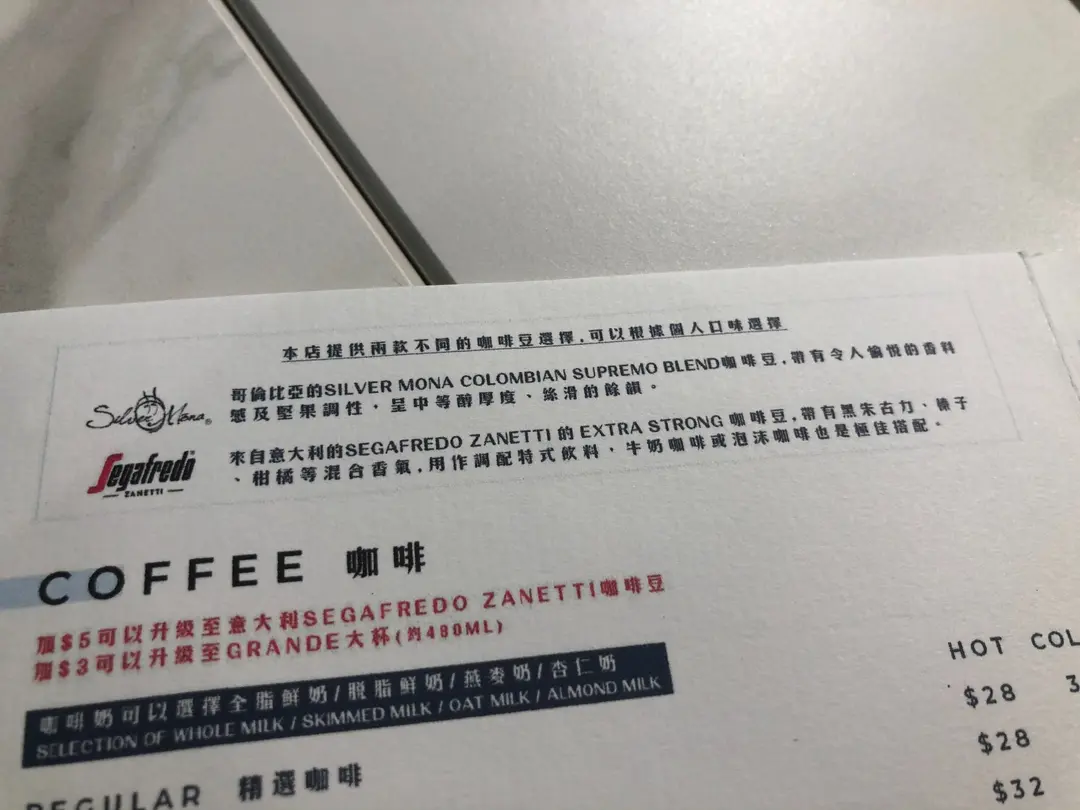 本店提供兩款不同的咖啡豆選擇,可以根據個人口味選擇
Silver Mona®
哥倫比亞的SILVER MONA COLOMBIAN SUPREMO BLEND咖啡豆,帶有令人愉悅的香料
感及堅果調性,呈中等醇厚度、絲滑的餘韻。
Segafredo
ZANETTI
來自意大利的SEGAFREDO ZANETTI 的 EXTRA STRONG 咖啡豆,帶有黑朱古力、榛子
、柑橘等混合香氣,用作調配特式飲料,牛奶咖啡或泡沫咖啡也是極佳搭配。
COFFEE 咖啡
加$5可以升級至意大利SEGAFREDO ZANETTI咖啡豆
加$3可以升級至GRANDE大杯(約480ML)
咖啡奶可以選擇全脂鮮奶/脫脂鮮奶/燕麥奶/杏仁奶
SELECTION OF WHOLE MILK / SKIMMED MILK / OAT MILK / ALMOND MILK
HOT COL
$28 3
$28
REGULAR 精選咖啡
$32